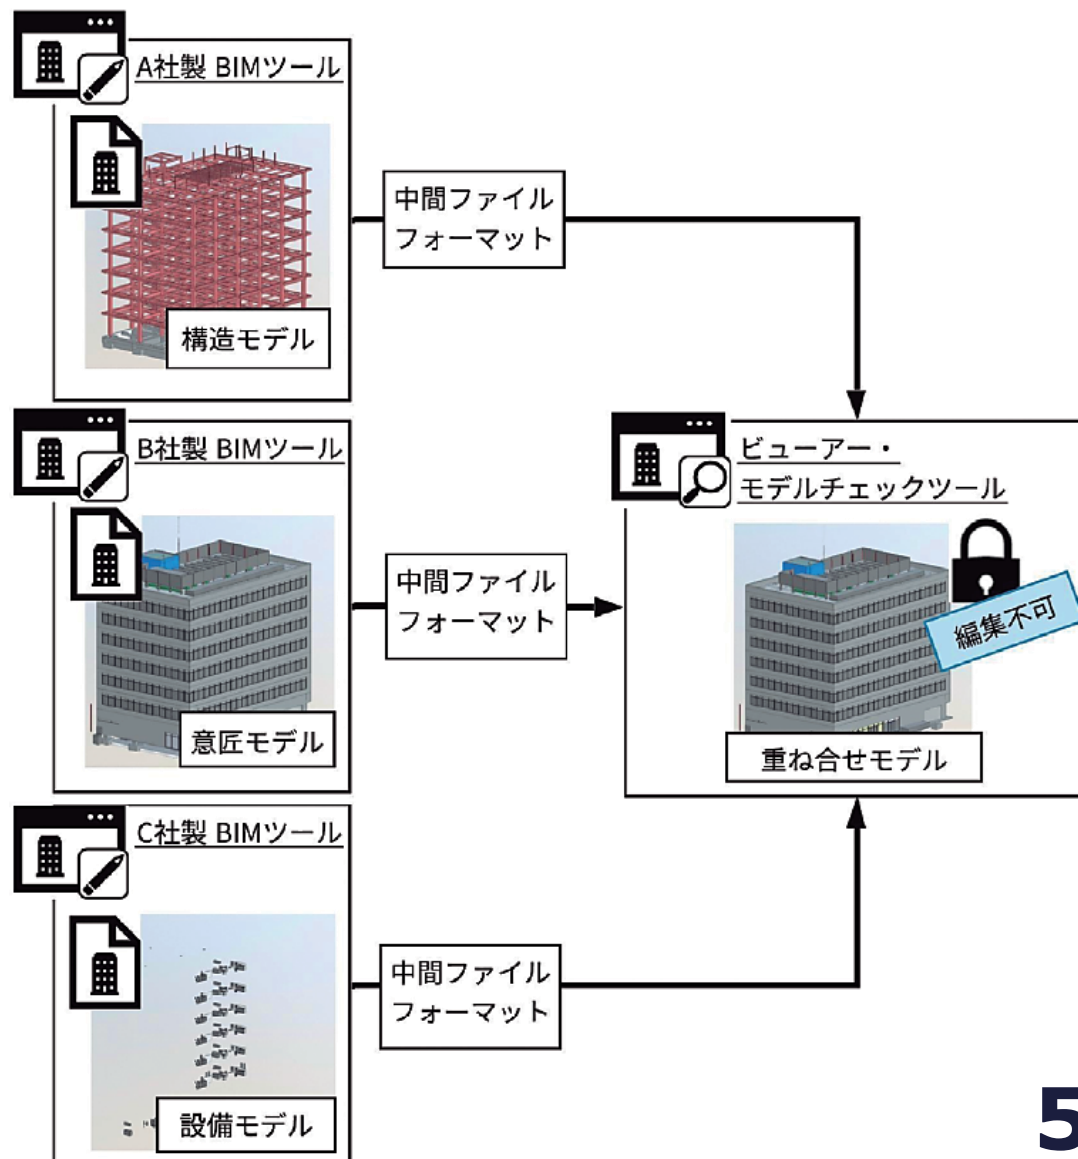 A社製 BIMツール
中間ファイル
フォーマット
構造モデル
B社製 BIMツール
ビューアー・
モデルチェックツール
中間ファイル
フォーマット
編集不可
意匠モデル
重ね合せモデル
C社製 BIMツール
中間ファイル
フォーマット
設備モデル
5